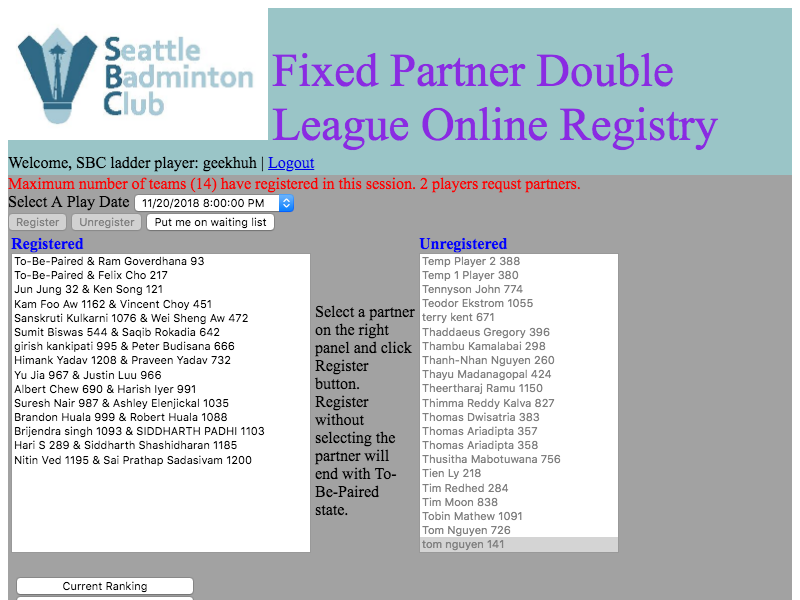 Seattle
Badminton
Club
Fixed Partner Double
League Online Registry
Welcome, SBC ladder player: geekhuh | Logout
Maximum number of teams (14) have registered in this session. 2 players requst partners.
Select A Play Date 11/20/2018 8:00:00 PM
Register Unregister Put me on waiting list
Registered
To-Be-Paired & Ram Goverdhana 93
To-Be-Paired & Felix Cho 217
Jun Jung 32 & Ken Song 121
Kam Foo Aw 1162 & Vincent Choy 451
Sanskruti Kulkarni 1076 & Wei Sheng Aw 472
Sumit Biswas 544 & Saqib Rokadia 642
girish kankipati 995 & Peter Budisana 666
Himank Yadav 1208 & Praveen Yadav 732
Yu Jia 967 & Justin Luu 966
Albert Chew 690 & Harish Iyer 991
Suresh Nair 987 & Ashley Elenjickal 1035
Brandon Huala 999 & Robert Huala 1088
Brijendra singh 1093 & SIDDHARTH PADHI 1103
Hari S 289 & Siddharth Shashidharan 1185
Nitin Ved 1195 & Sai Prathap Sadasivam 1200
Select a partner
on the right
panel and click
Register
button.
Register
without
selecting the
partner will
end with To-
Be-Paired
state.
Unregistered
Temp Player 2 388
Temp 1 Player 380
Tennyson John 774
Teodor Ekstrom 1055
terry kent 671
Thaddaeus Gregory 396
Thambu Kamalabai 298
Thanh-Nhan Nguyen 260
Thayu Madanagopal 424
Theertharaj Ramu 1150
Thimma Reddy Kalva 827
Thomas Dwisatria 383
Thomas Ariadipta 357
Thomas Ariadipta 358
Thusitha Mabotuwana 756
Tien Ly 218
Tim Redhed 284
Tim Moon 838
Tobin Mathew 1091
Tom Nguyen 726
tom nguyen 141
Current Ranking